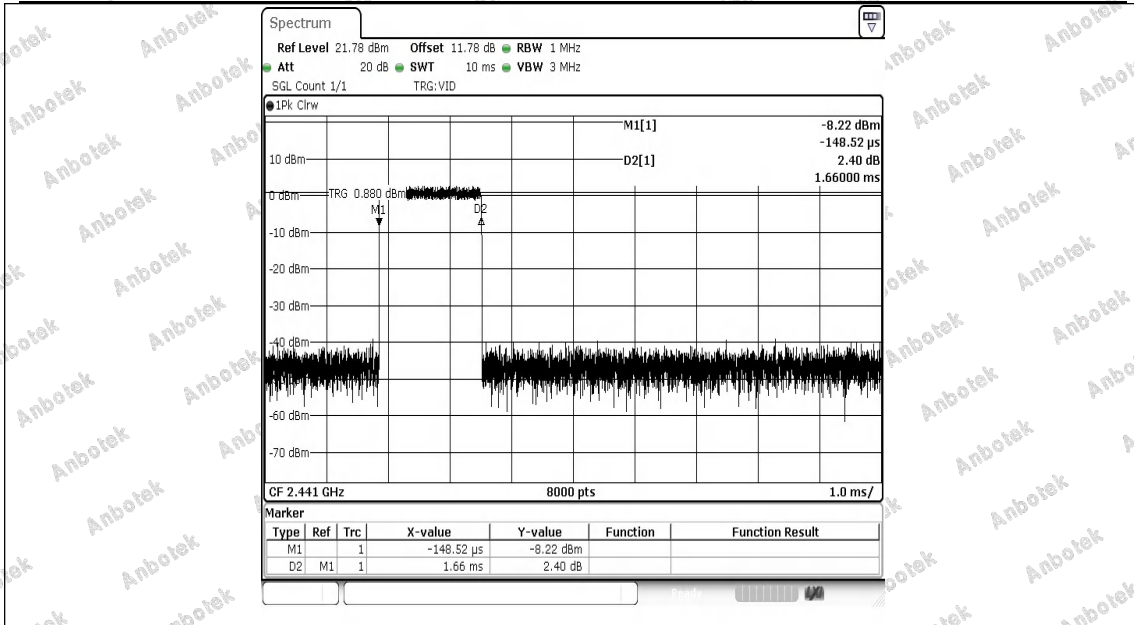 Spectrum
Ref Level 21.78 dBm Offset 11.78 dB RBW 1 MHz
Att 20 dB SWT 10 ms VBW 3 MHz
SGL Count 1/1 TRG:VID
1Pk Clrw
M1[1] -8.22 dBm
-148.52 µs
10 dBm D2[1] 2.40 dB
1.66000 ms
0 dBm TRG 0.880 dBm
M1 D2
-10 dBm
-20 dBm
-30 dBm
-40 dBm
-60 dBm
-70 dBm
CF 2.441 GHz 8000 pts 1.0 ms/
Marker
Type Ref Trc X-value Y-value Function Function Result
M1 1 -148.52 µs -8.22 dBm
D2 M1 1 1.66 ms 2.40 dB
Ready
Anbotek